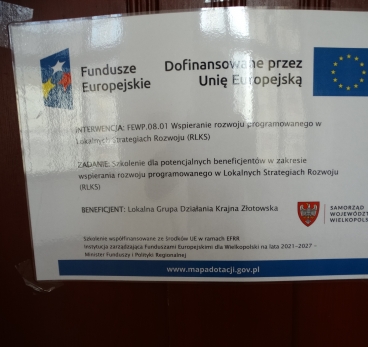 Fundusze
Europejskie
Dofinansowane przez
Unię Europejską
INTERWENCJA: FEWP.08.01 Wspieranie rozwoju programowanego w
Lokalnych Strategiach Rozwoju (RLKS)
ZADANIE: Szkolenie dla potencjalnych beneficjentów w zakresie
wspierania rozwoju programowanego w Lokalnych Strategiach Rozwoju
(RLKS)
BENEFICJENT: Lokalna Grupa Działania Krajna Złotowska
SAMORZĄD
WOJEWÓDZ
WIELKOPOLS
Szkolenie współfinansowane ze środków UE w ramach EFRR
Instytucja zarządzająca Funduszami Europejskimi dla Wielkopolski na lata 2021-2027 -
Minister Funduszy i Polityki Regionalnej
www.mapadotacji.gov.pl